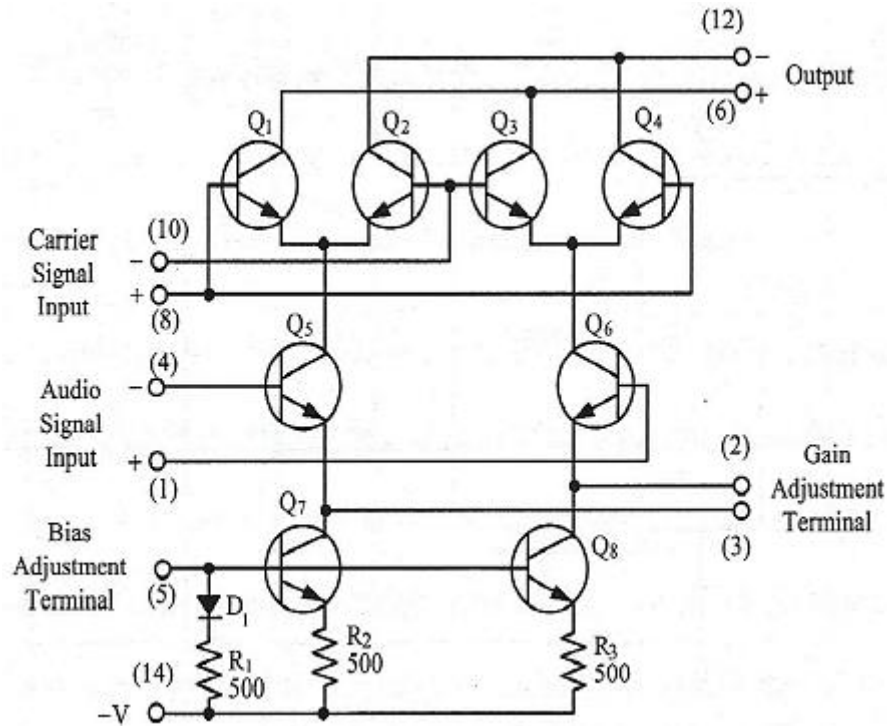 (12)
−
Output
+
(6)
Q1
Q2
Q3
Q4
Carrier
Signal
Input
(10)
−
+
(8)
Q5
Q6
(4)
−
Audio
Signal
Input
+
(1)
(2)
Gain
Adjustment
Terminal
(3)
Q7
Q8
Bias
Adjustment
Terminal
(5)
D1
R1
500
R2
500
R3
500
(14)
−V